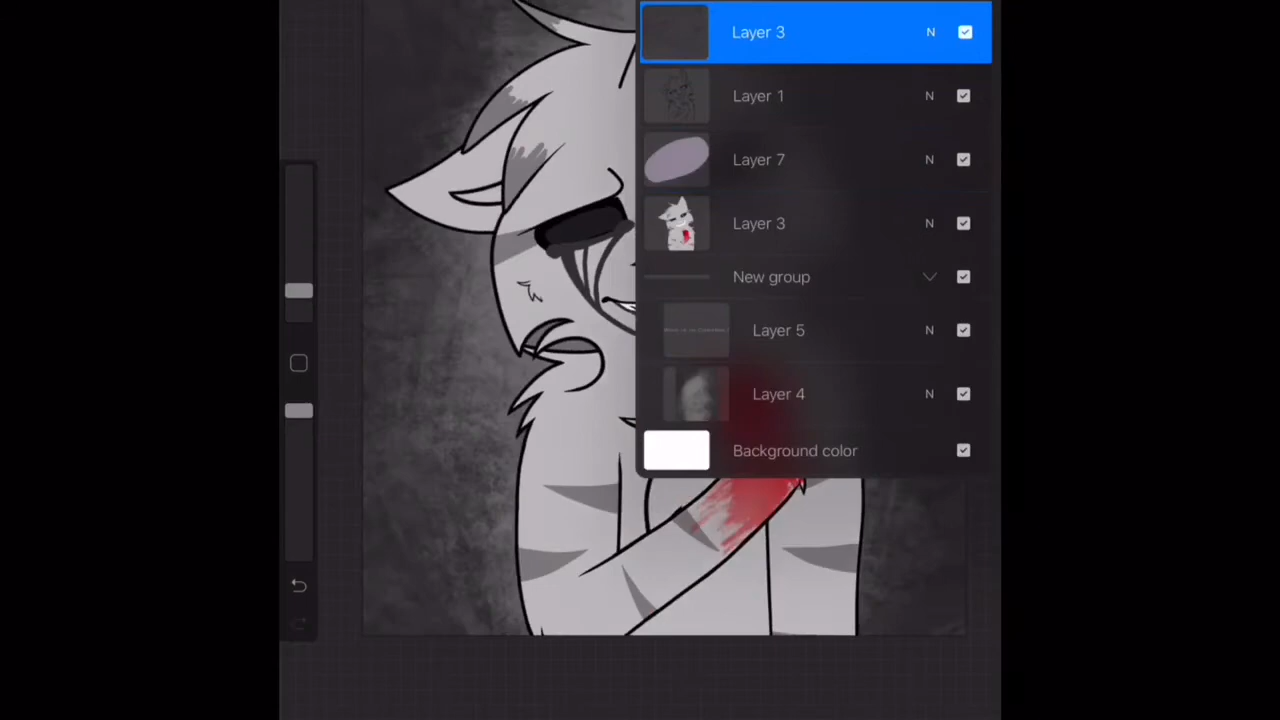 Layer 3 N
Layer 1 N
Layer 7 N
Layer 3 N
New group
Layer 5 N
Layer 4 N
Background color